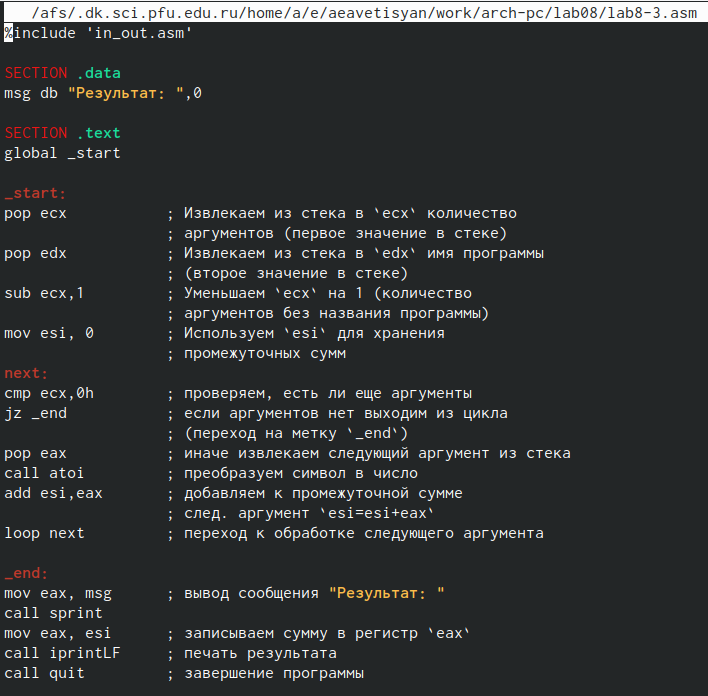 /afs/.dk.sci.pfu.edu.ru/home/a/e/aeavetisyan/work/arch-pc/lab08/lab8-3.asm
%include 'in_out.asm'
SECTION .data
msg db "Результат: ",0
SECTION .text
global _start
_start:
pop ecx ; Извлекаем из стека в `ecx` количество
; аргументов (первое значение в стеке)
pop edx ; Извлекаем из стека в `edx` имя программы
; (второе значение в стеке)
sub ecx,1 ; Уменьшаем `ecx` на 1 (количество
; аргументов без названия программы)
mov esi, 0 ; Используем `esi` для хранения
; промежуточных сумм
next:
cmp ecx,0h ; проверяем, есть ли еще аргументы
jz _end ; если аргументов нет выходим из цикла
; (переход на метку `_end`)
pop eax ; иначе извлекаем следующий аргумент из стека
call atoi ; преобразуем символ в число
add esi,eax ; добавляем к промежуточной сумме
; след. аргумент `esi=esi+eax`
loop next ; переход к обработке следующего аргумента
_end:
mov eax, msg ; вывод сообщения "Результат: "
call sprint
mov eax, esi ; записываем сумму в регистр `eax`
call iprintLF ; печать результата
call quit ; завершение программы